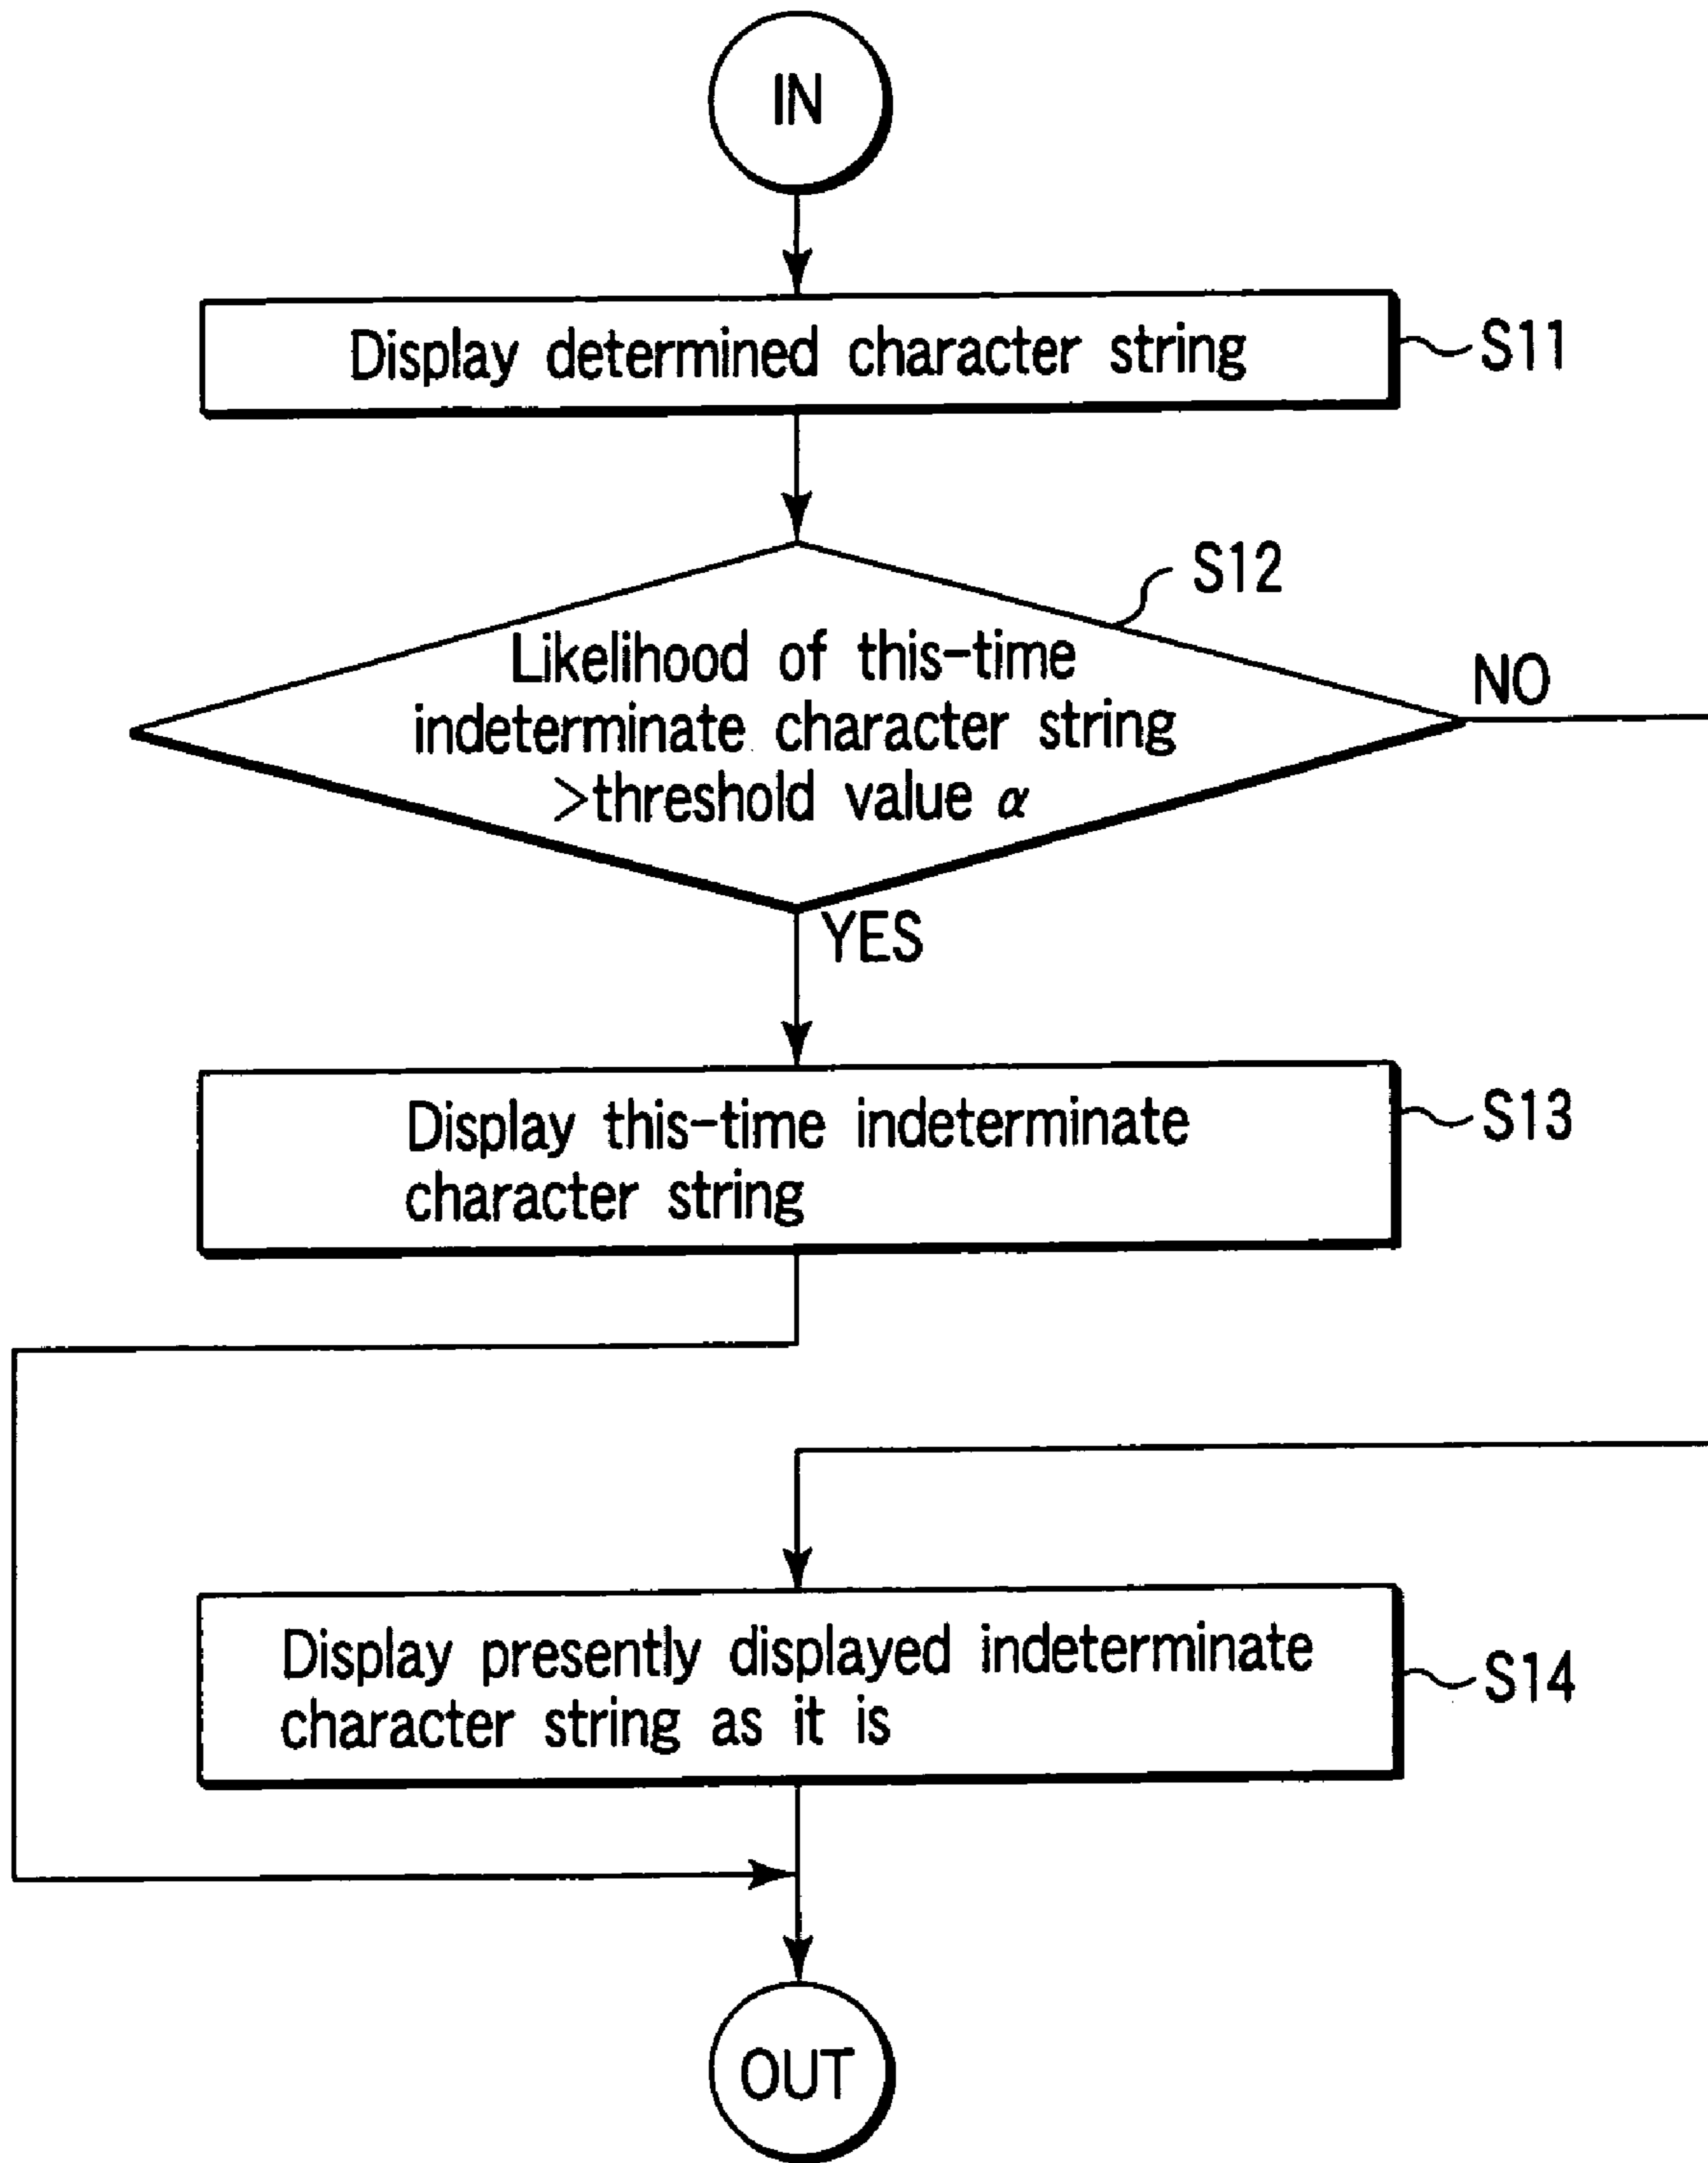 IN
Display determined character string
S11
S12
Likelihood of this-time
indeterminate character string
>threshold value α
NO
YES
Display this-time indeterminate
character string
S13
Display presently displayed indeterminate
character string as it is
S14
OUT